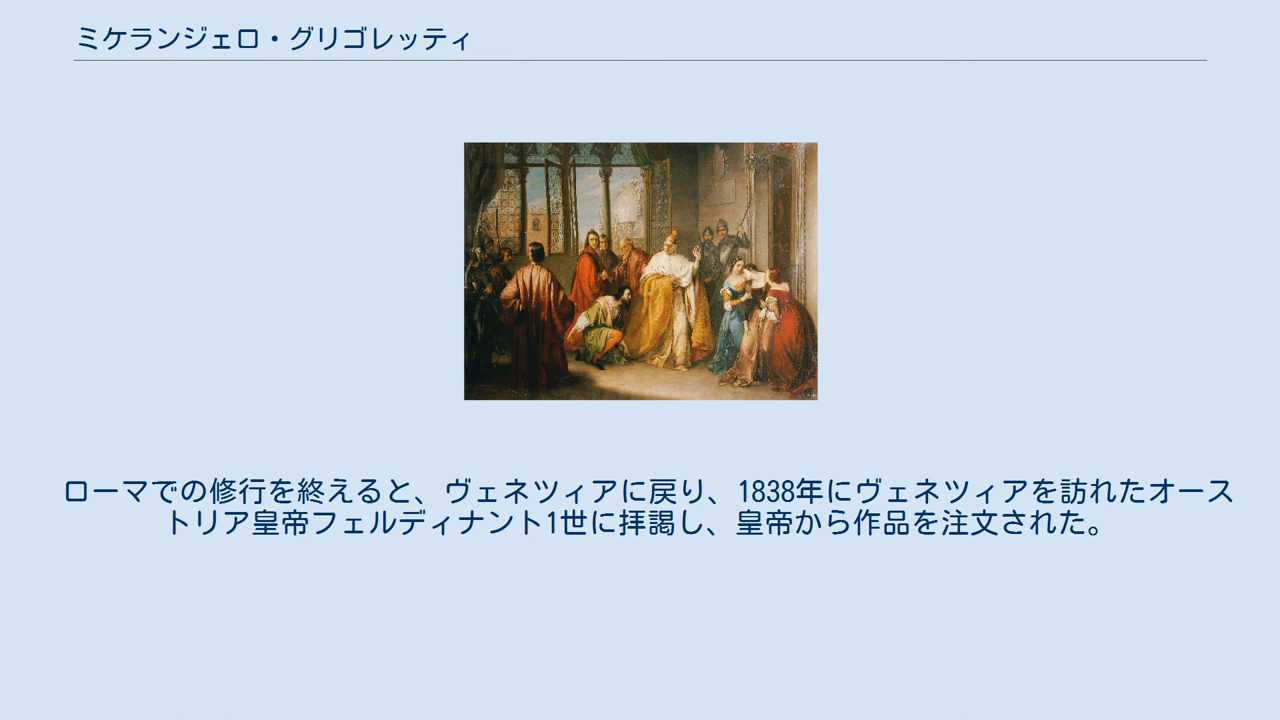 ミケランジェロ・グリゴレッティ
ローマでの修行を終えると、ヴェネツィアに戻り、1838年にヴェネツィアを訪れたオース
トリア皇帝フェルディナント1世に拝謁し、皇帝から作品を注文された。